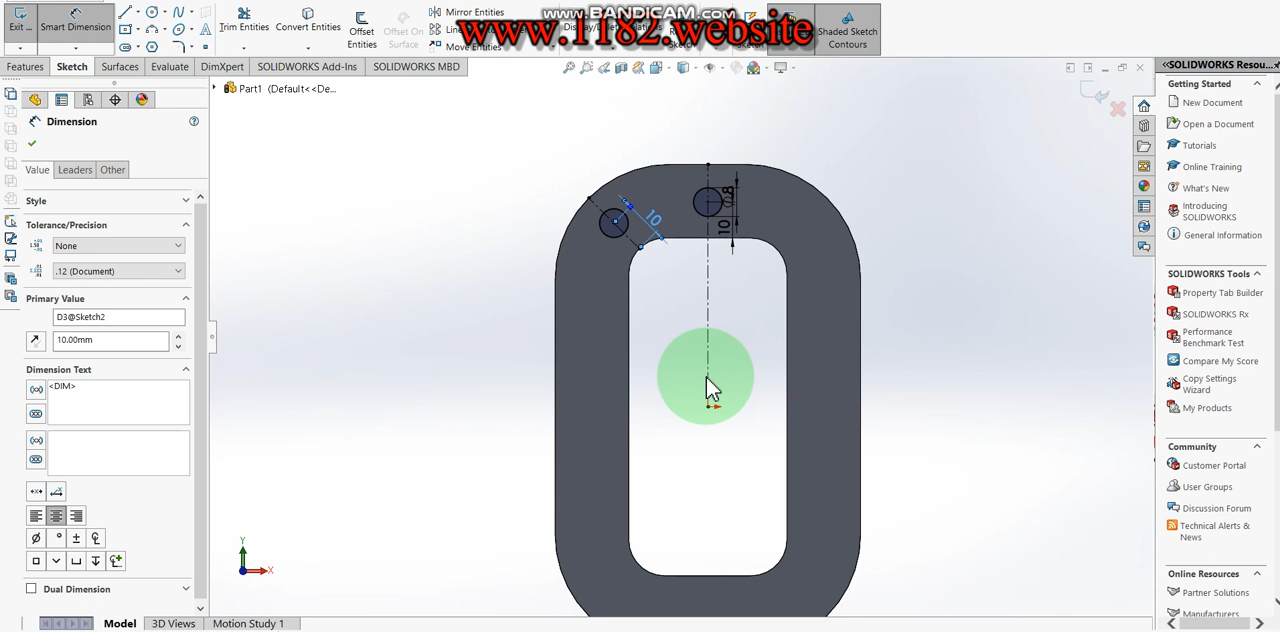 www.BANDICAM.com
www.1182.website
Exit ...
Smart Dimension
Trim Entities
Convert Entities
Offset Entities
Offset On Surface
Mirror Entities
Move Entities
Shaded Sketch Contours
Features
Sketch
Surfaces
Evaluate
DimXpert
SOLIDWORKS Add-Ins
SOLIDWORKS MBD
Part1 (Default<<De...
Dimension
Value
Leaders
Other
Style
Tolerance/Precision
None
.12 (Document)
Primary Value
D3@Sketch2
10.00mm
Dimension Text
<DIM>
Dual Dimension
10
10
Y
X
Model
3D Views
Motion Study 1
SOLIDWORKS Resou...
Getting Started
New Document
Open a Document
Tutorials
Online Training
What's New
Introducing SOLIDWORKS
General Information
SOLIDWORKS Tools
Property Tab Builder
SOLIDWORKS Rx
Performance Benchmark Test
Compare My Score
Copy Settings Wizard
My Products
Community
Customer Portal
User Groups
Discussion Forum
Technical Alerts & News
Online Resources
Partner Solutions
Manufacturers